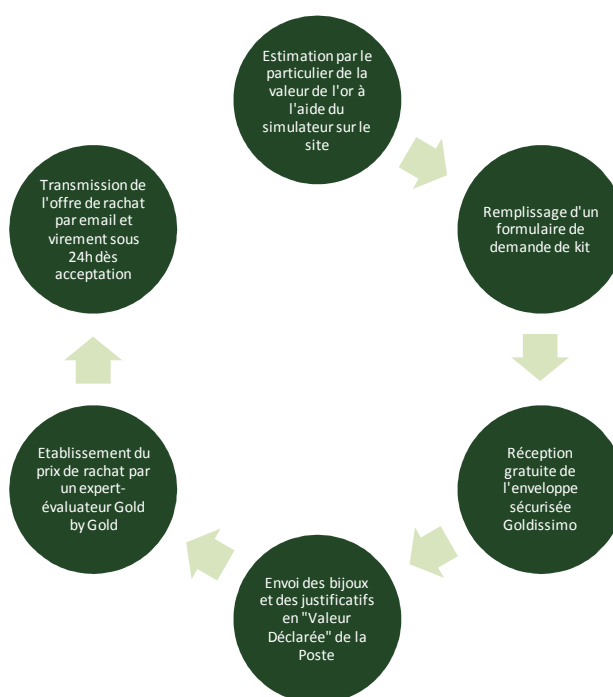 Estimation par le
particulier de la
valeur de l'or à
l'aide du
simulateur sur le
site
Remplissage d'un
formulaire de
demande de kit
Réception
gratuite de
l'enveloppe
sécurisée
Goldissimo
Envoi des bijoux
et des justificatifs
en "Valeur
Déclarée" de la
Poste
Etablissement du
prix de rachat par
un expert-
évaluateur Gold
by Gold
Transmission de
l'offre de rachat
par email et
virement sous
24h dès
acceptation